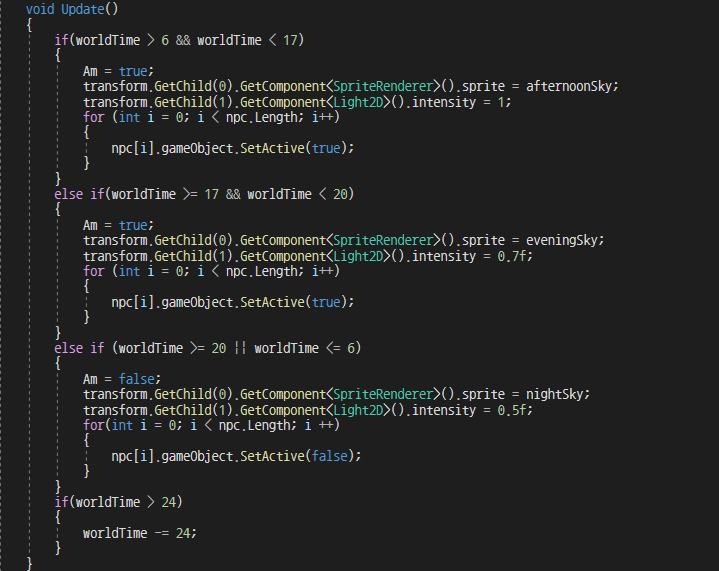 void Update()
{
    if(worldTime > 6 && worldTime < 17)
    {
        Am = true;
        transform.GetChild(0).GetComponent<SpriteRenderer>().sprite = afternoonSky;
        transform.GetChild(1).GetComponent<Light2D>().intensity = 1;
        for (int i = 0; i < npc.Length; i++)
        {
            npc[i].gameObject.SetActive(true);
        }
    }
    else if(worldTime >= 17 && worldTime < 20)
    {
        Am = true;
        transform.GetChild(0).GetComponent<SpriteRenderer>().sprite = eveningSky;
        transform.GetChild(1).GetComponent<Light2D>().intensity = 0.7f;
        for (int i = 0; i < npc.Length; i++)
        {
            npc[i].gameObject.SetActive(true);
        }
    }
    else if (worldTime >= 20 || worldTime <= 6)
    {
        Am = false;
        transform.GetChild(0).GetComponent<SpriteRenderer>().sprite = nightSky;
        transform.GetChild(1).GetComponent<Light2D>().intensity = 0.5f;
        for(int i = 0; i < npc.Length; i ++)
        {
            npc[i].gameObject.SetActive(false);
        }
    }
    if(worldTime > 24)
    {
        worldTime -= 24;
    }
}